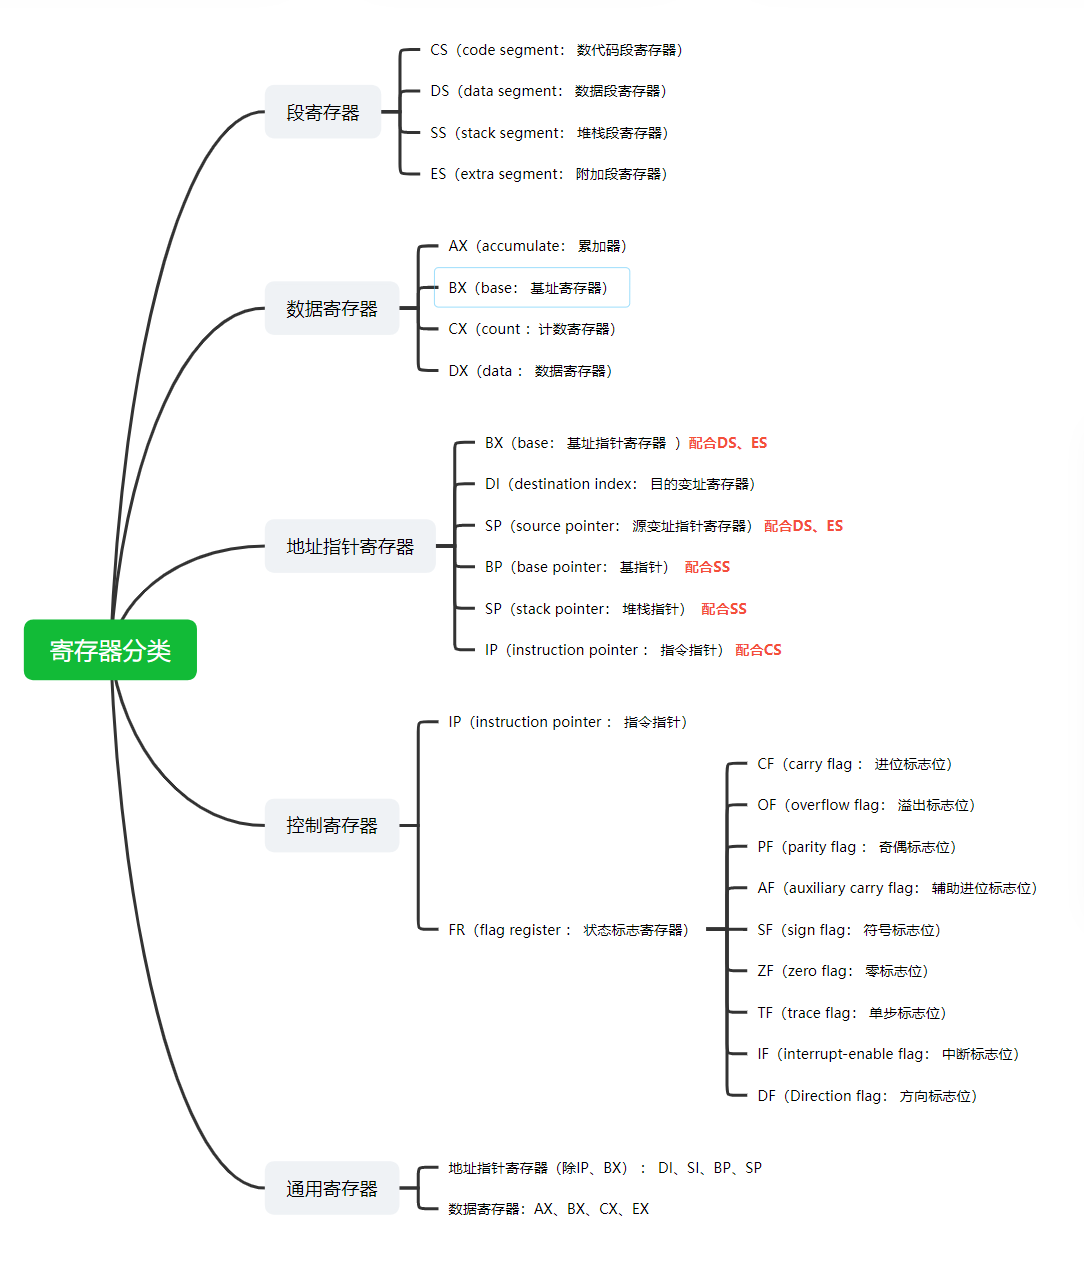 寄存器分类
段寄存器
CS（code segment： 数代码段寄存器）
DS（data segment： 数据段寄存器）
SS（stack segment： 堆栈段寄存器）
ES（extra segment： 附加段寄存器）
数据寄存器
AX（accumulate： 累加器）
BX（base： 基址寄存器）
CX（count ：计数寄存器）
DX（data ： 数据寄存器）
地址指针寄存器
BX（base： 基址指针寄存器 ）配合DS、ES
DI（destination index： 目的变址寄存器）
SP（source pointer： 源变址指针寄存器） 配合DS、ES
BP（base pointer： 基指针） 配合SS
SP（stack pointer： 堆栈指针） 配合SS
IP（instruction pointer ： 指令指针） 配合CS
控制寄存器
IP（instruction pointer ： 指令指针）
FR（flag register ： 状态标志寄存器）
CF（carry flag ： 进位标志位）
OF（overflow flag： 溢出标志位）
PF（parity flag ： 奇偶标志位）
AF（auxiliary carry flag： 辅助进位标志位）
SF（sign flag： 符号标志位）
ZF（zero flag： 零标志位）
TF（trace flag： 单步标志位）
IF（interrupt-enable flag： 中断标志位）
DF（Direction flag： 方向标志位）
通用寄存器
地址指针寄存器（除IP、BX）： DI、SI、BP、SP
数据寄存器：AX、BX、CX、EX